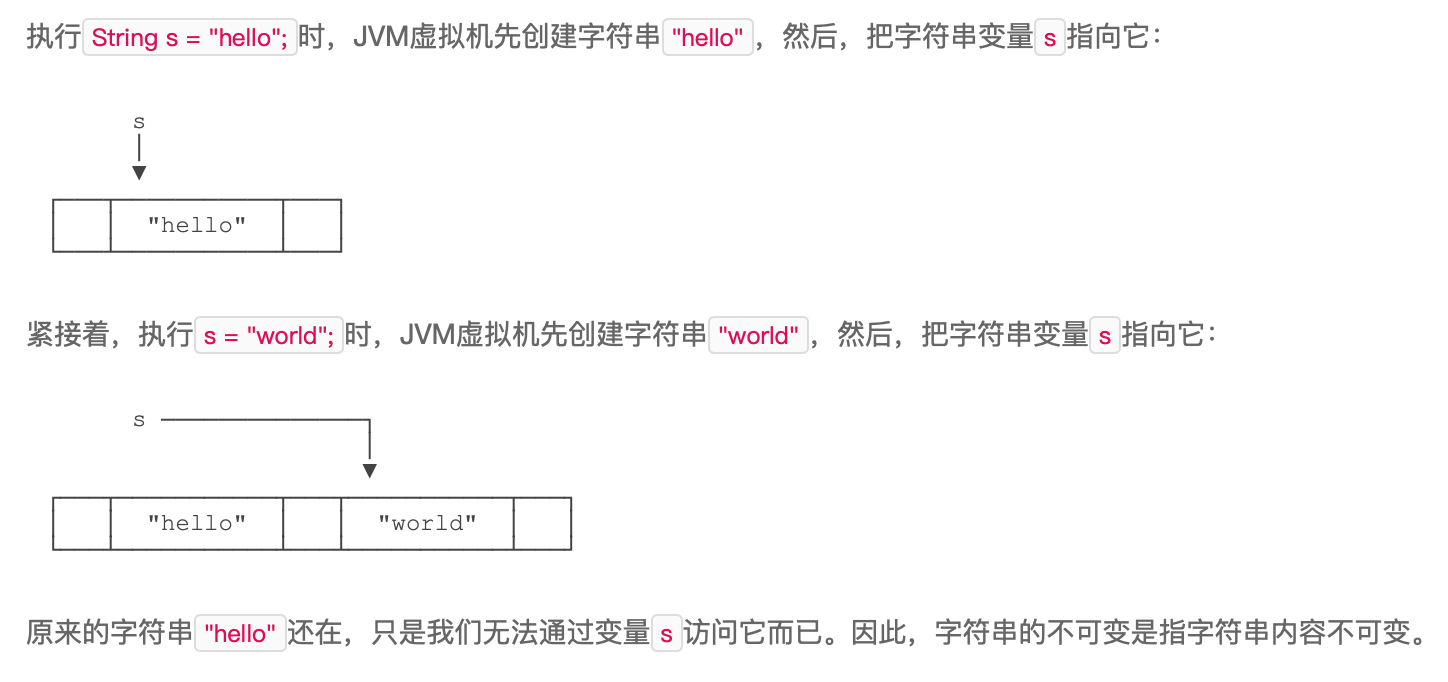 执行String s = "hello";时，JVM虚拟机先创建字符串"hello"，然后，把字符串变量s指向它：
s
"hello"
紧接着，执行s = "world";时，JVM虚拟机先创建字符串"world"，然后，把字符串变量s指向它：
s
"hello" "world"
原来的字符串"hello"还在，只是我们无法通过变量s访问它而已。因此，字符串的不可变是指字符串内容不可变。